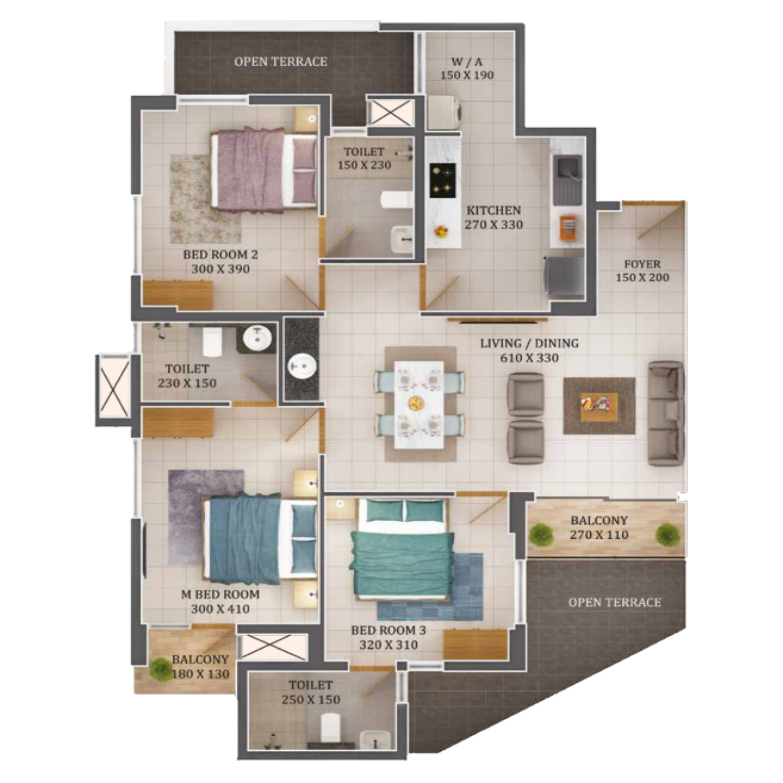 OPEN TERRACE
W / A
150 X 190
TOILET
150 X 230
KITCHEN
270 X 330
BED ROOM 2
300 X 390
FOYER
150 X 200
LIVING / DINING
610 X 330
TOILET
230 X 150
BALCONY
270 X 110
M BED ROOM
300 X 410
OPEN TERRACE
BED ROOM 3
320 X 310
BALCONY
180 X 130
TOILET
250 X 150